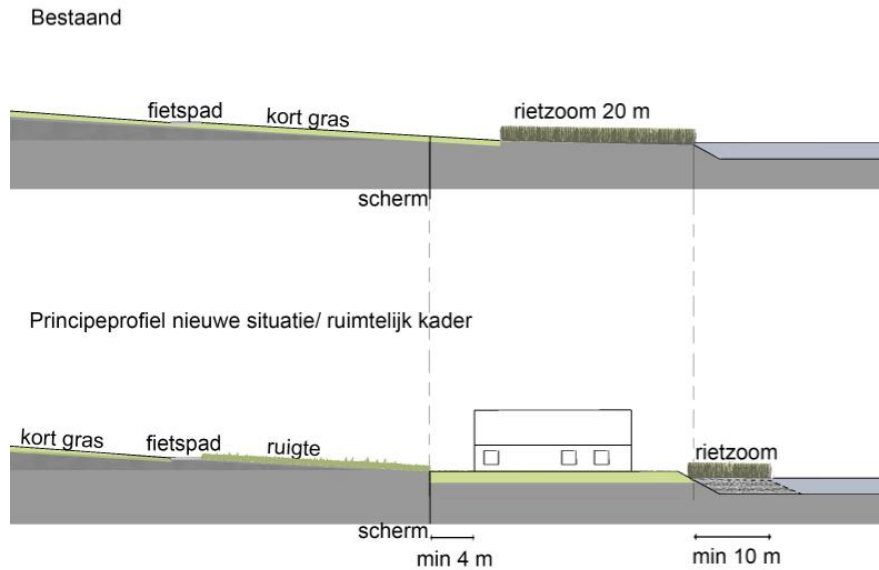 Bestaand
fietspad
kort gras
rietzoom 20 m
scherm
Principeprofiel nieuwe situatie/ ruimtelijk kader
kort gras
fietspad
ruigte
rietzoom
scherm
min 4 m
min 10 m